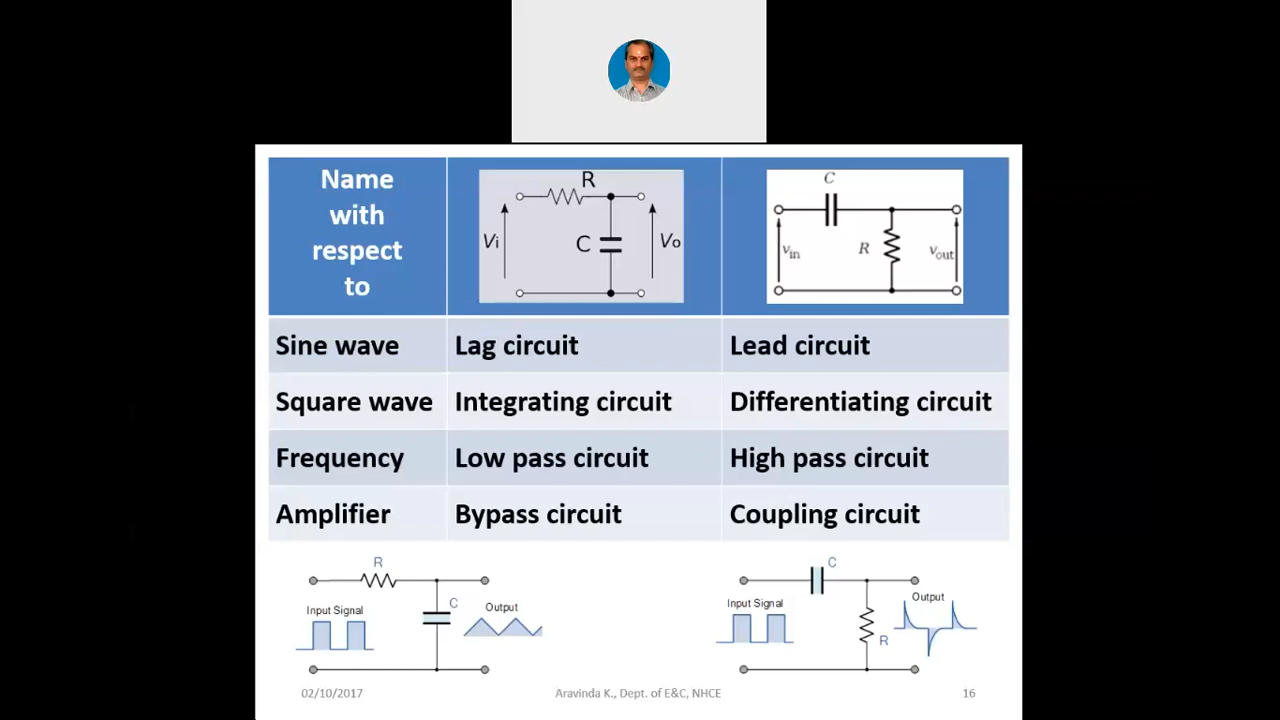 Name
with
respect
to
R
Vi
C
Vo
C
vin
R
vout
Sine wave
Lag circuit
Lead circuit
Square wave
Integrating circuit
Differentiating circuit
Frequency
Low pass circuit
High pass circuit
Amplifier
Bypass circuit
Coupling circuit
R
Input Signal
C
Output
C
Input Signal
R
Output
02/10/2017
Aravinda K., Dept. of E&C, NHCE
16